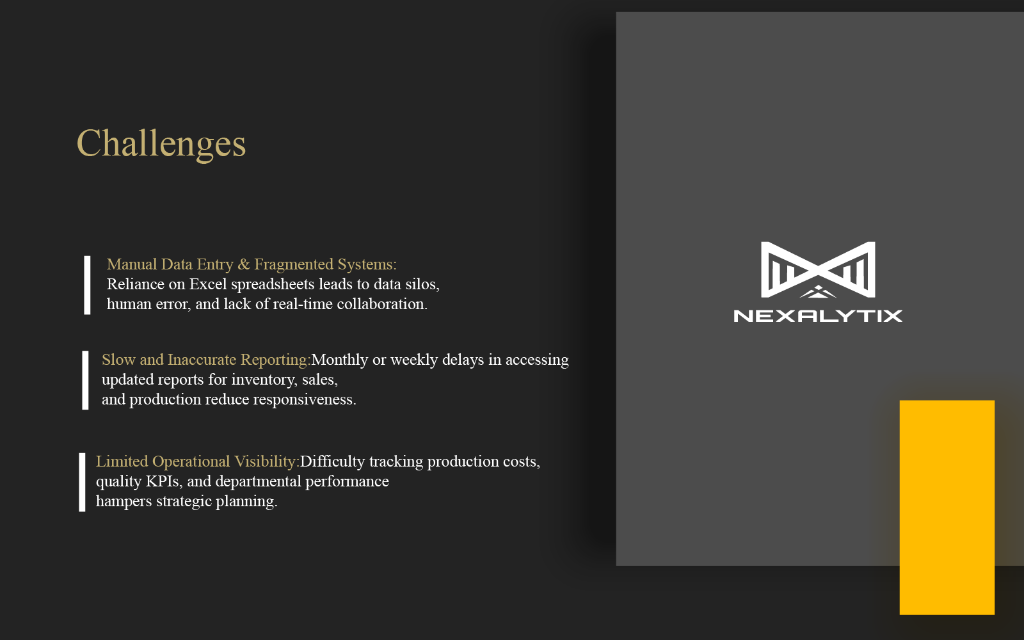 Challenges
Manual Data Entry & Fragmented Systems:
Reliance on Excel spreadsheets leads to data silos,
human error, and lack of real-time collaboration.
Slow and Inaccurate Reporting:Monthly or weekly delays in accessing
updated reports for inventory, sales,
and production reduce responsiveness.
Limited Operational Visibility:Difficulty tracking production costs,
quality KPIs, and departmental performance
hampers strategic planning.
NEXALYTIX